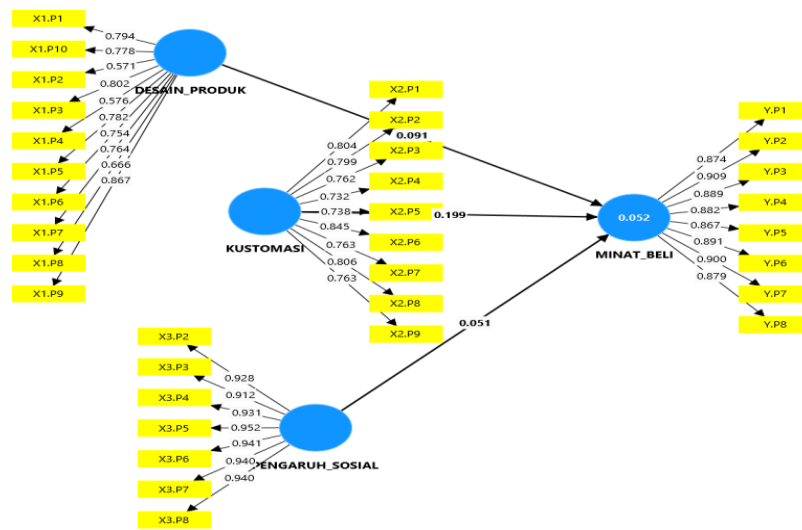 X1.P1
X1.P10
X1.P2
X1.P3
X1.P4
X1.P5
X1.P6
X1.P7
X1.P8
X1.P9
0.794
0.778
0.571
0.802
0.576
0.782
0.754
0.764
0.666
0.867
DESAIN_PRODUK
0.091
X2.P1
X2.P2
X2.P3
X2.P4
X2.P5
X2.P6
X2.P7
X2.P8
X2.P9
0.804
0.799
0.762
0.732
0.738
0.845
0.763
0.806
0.763
KUSTOMASI
0.199
X3.P2
X3.P3
X3.P4
X3.P5
X3.P6
X3.P7
X3.P8
0.928
0.912
0.931
0.952
0.941
0.940
0.940
PENGARUH_SOSIAL
0.051
0.052
MINAT_BELI
0.874
0.909
0.889
0.882
0.867
0.891
0.900
0.879
Y.P1
Y.P2
Y.P3
Y.P4
Y.P5
Y.P6
Y.P7
Y.P8